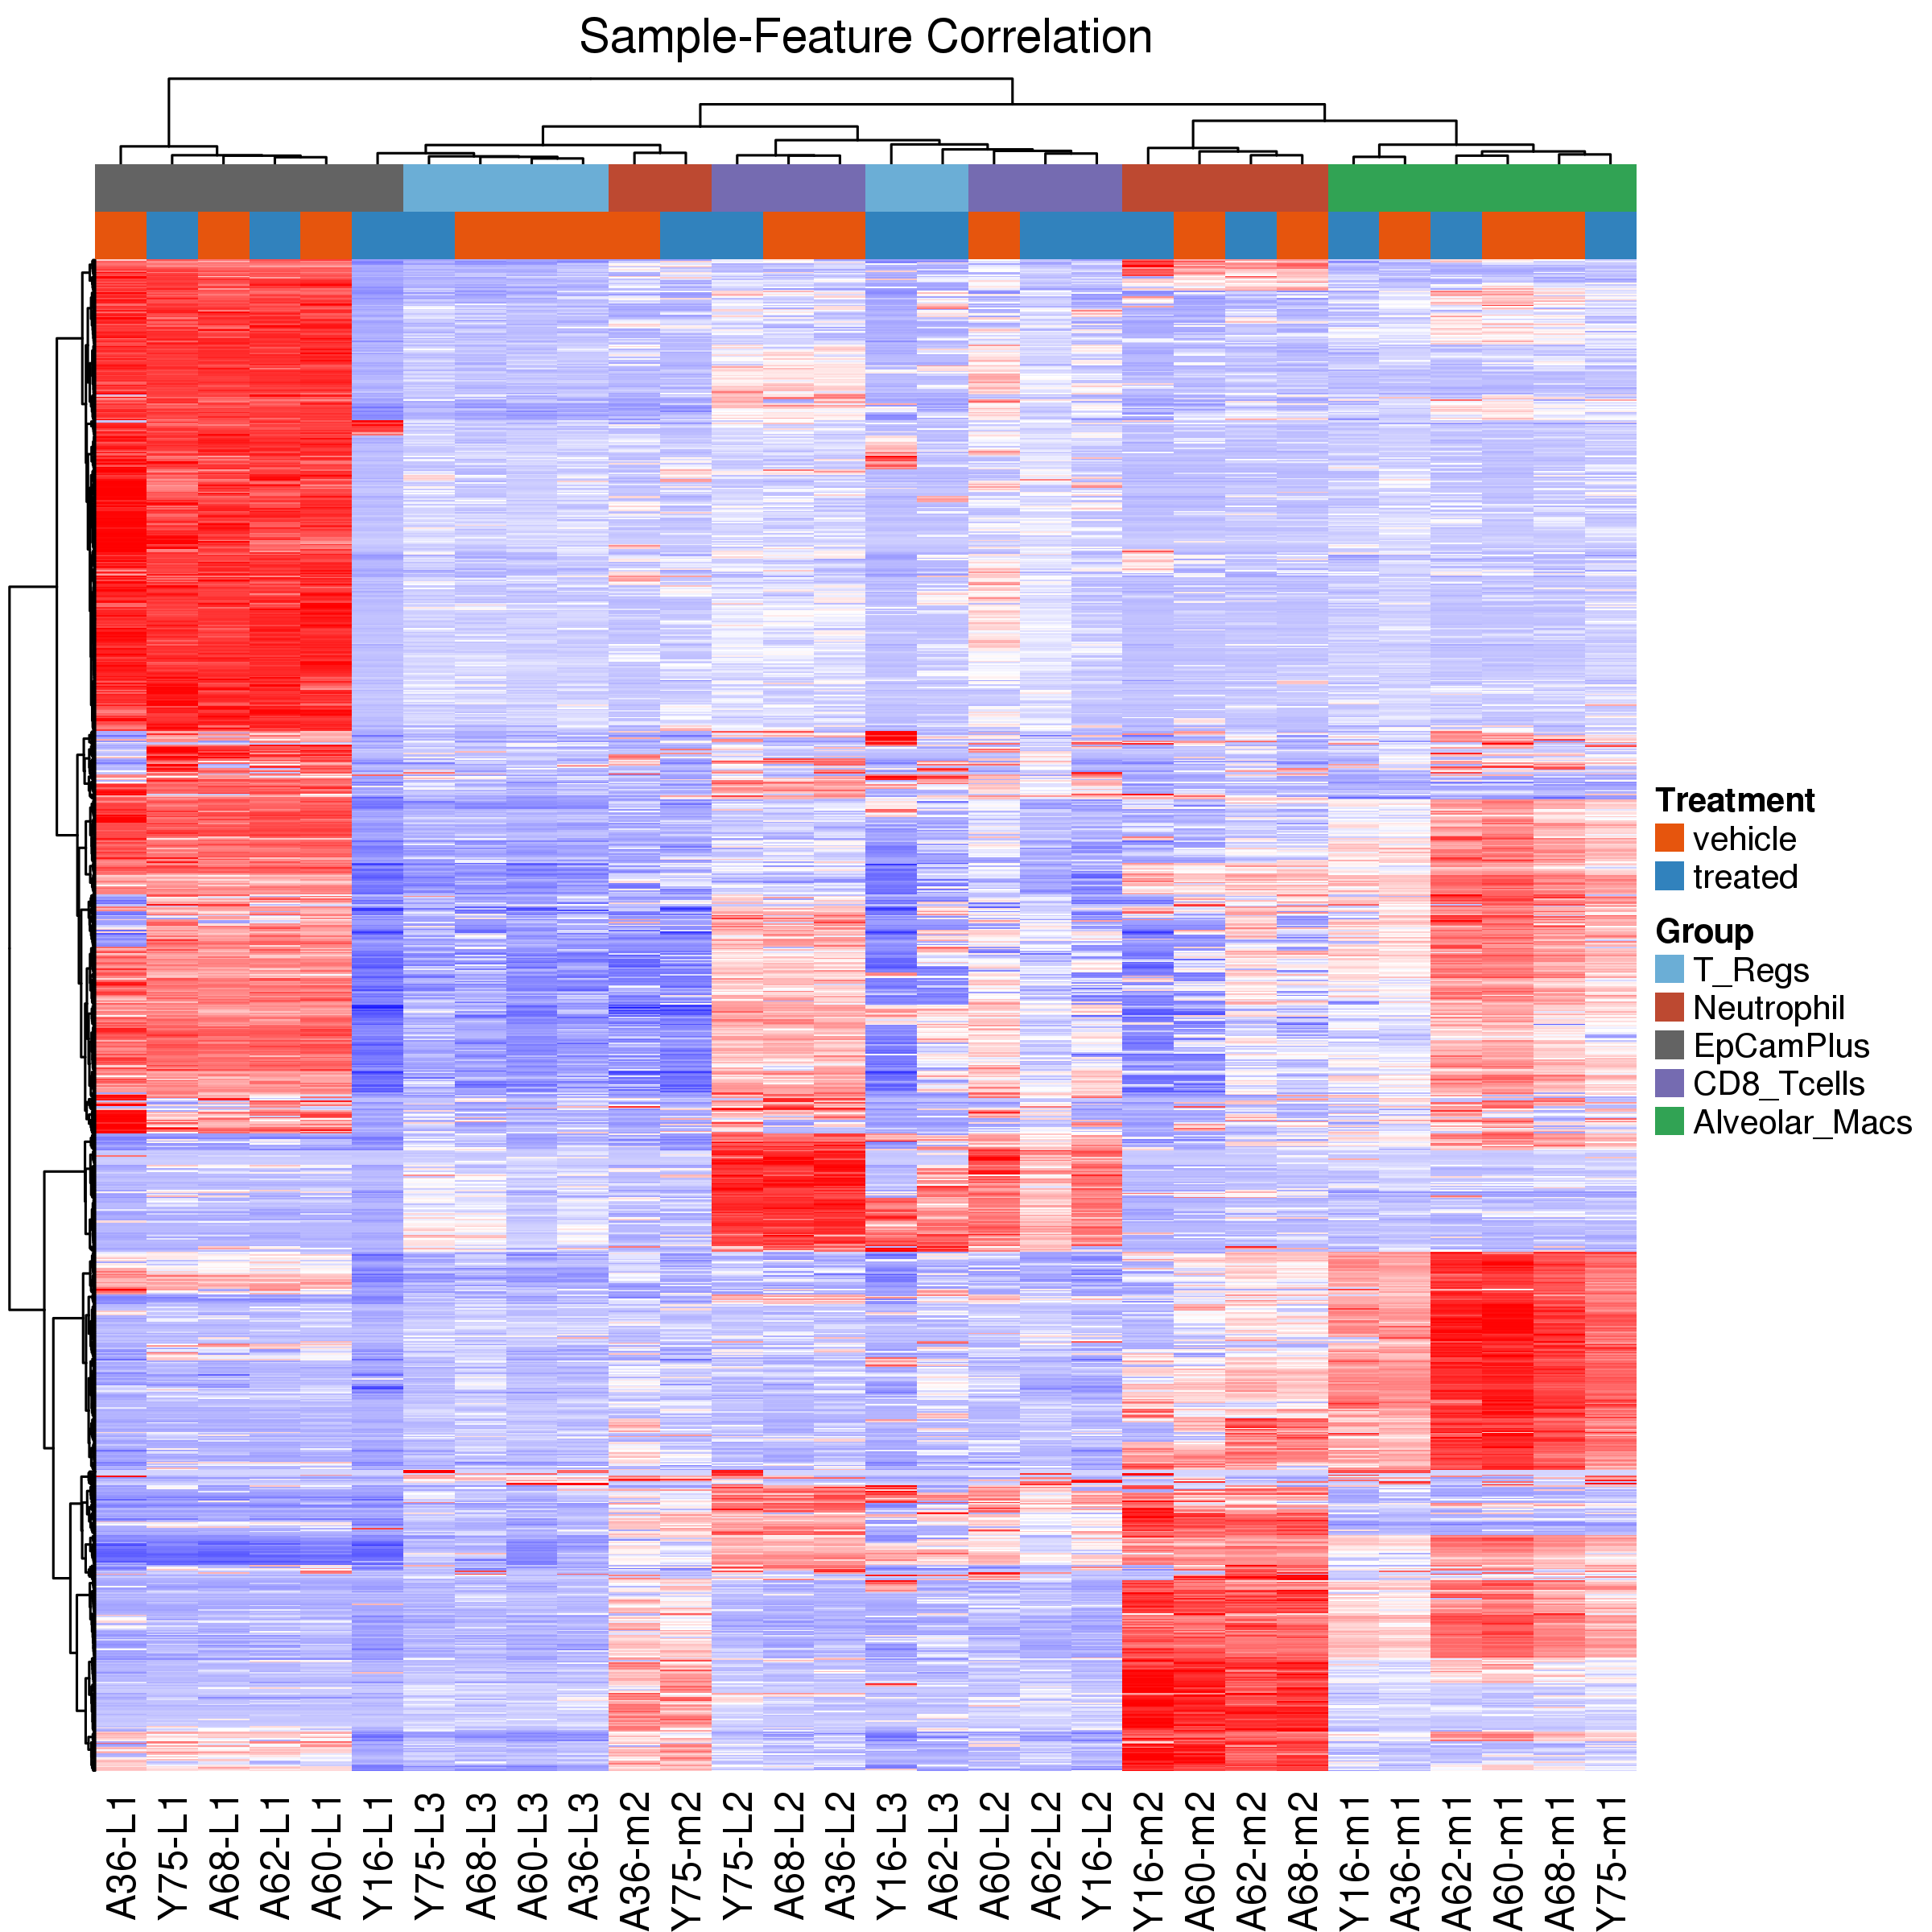 Sample-Feature Correlation
Treatment
vehicle
treated
Group
T_Regs
Neutrophil
EpCamPlus
CD8_Tcells
Alveolar_Macs
A36-L1
Y75-L1
A68-L1
A62-L1
A60-L1
Y16-L1
Y75-L3
A68-L3
A60-L3
A36-L3
A36-m2
Y75-m2
Y75-L2
A68-L2
A36-L2
Y16-L3
A62-L3
A60-L2
A62-L2
Y16-L2
Y16-m2
A60-m2
A62-m2
A68-m2
Y16-m1
A36-m1
A62-m1
A60-m1
A68-m1
Y75-m1